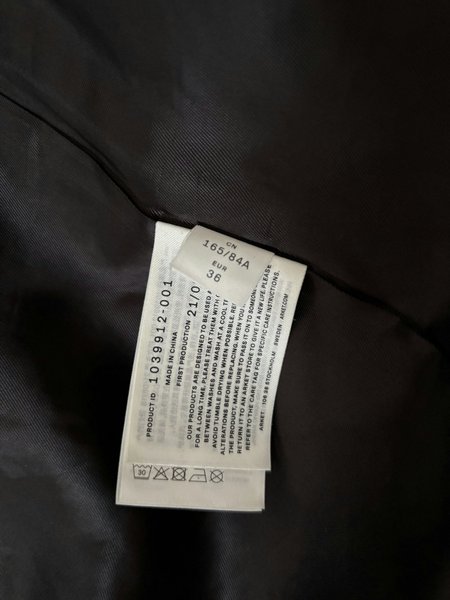 CN
165/84A
EUR
36
PRODUCT ID 1039912-001
MADE IN CHINA
FIRST PRODUCTION 21/0
OUR PRODUCTS ARE DESIGNED TO BE USED
FOR A LONG TIME, PLEASE TREAT THEM WITH
BETWEEN WASHES AND WASH AT A COOL
AVOID TUMBLE DRYING WHEN POSSIBLE,
ALTERATIONS BEFORE REPLACING. WHEN YOU
THE PRODUCT, MAKE SURE TO PASS IT ON TO SOMEONE
RETURN IT TO AN ARKET STORE TO GIVE IT A NEW LIFE. PLEASE
REFER TO THE CARE TAB FOR SPECIFIC CARE INSTRUCTIONS.
ARKET: 106 38 STOCKHOLM · SWEDEN · ARKET.COM
30